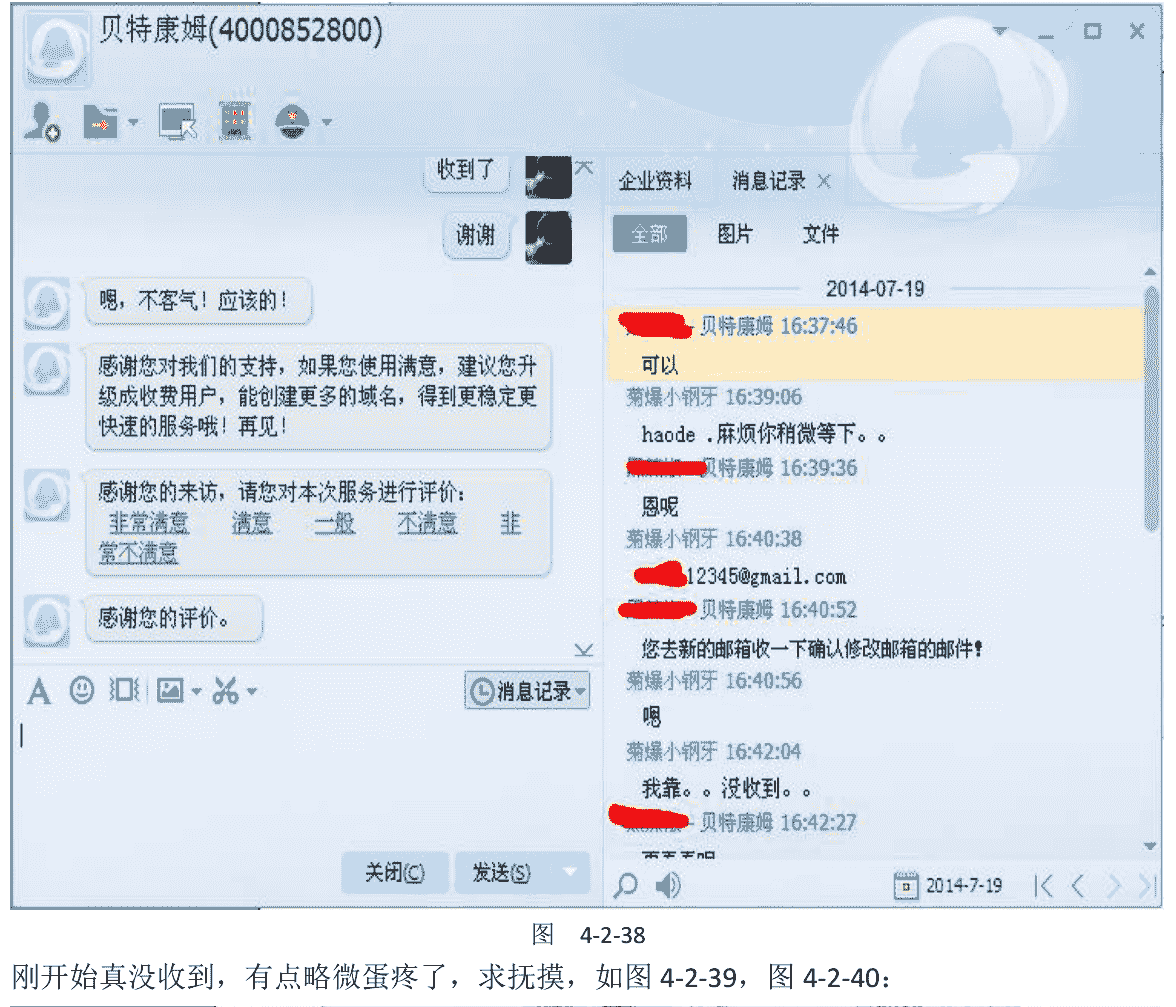 贝特康姆(4000852800)
收到了
谢谢
嗯，不客气！应该的！
感谢您对我们的支持，如果您使用满意，建议您升
级成收费用户，能创建更多的域名，得到更稳定更
快速的服务哦！再见！
感谢您的来访，请您对本次服务进行评价：
非常满意 满意 一般 不满意 非
常不满意
感谢您的评价。
消息记录
关闭(C) 发送(S)
企业资料 消息记录
全部 图片 文件
2014-07-19
- 贝特康姆 16:37:46
可以
菊爆小钢牙 16:39:06
haode .麻烦你稍微等下。。
贝特康姆 16:39:36
恩呢
菊爆小钢牙 16:40:38
12345@gmail.com
- 贝特康姆 16:40:52
您去新的邮箱收一下确认修改邮箱的邮件！
菊爆小钢牙 16:40:56
嗯
菊爆小钢牙 16:42:04
我靠。。没收到。。
- 贝特康姆 16:42:27
2014-7-19
图 4-2-38
刚开始真没收到，有点略微蛋疼了，求抚摸，如图 4-2-39，图 4-2-40：